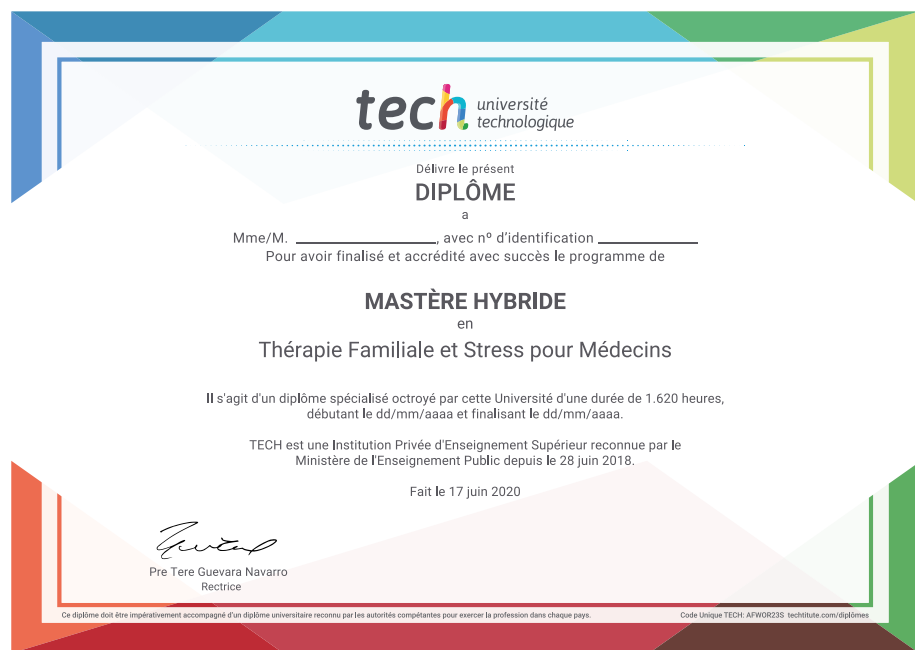 tech université
technologique
Délivre le présent
DIPLÔME
a
Mme/M. ____________________, avec nº d'identification ______________
Pour avoir finalisé et accrédité avec succès le programme de
MASTÈRE HYBRIDE
en
Thérapie Familiale et Stress pour Médecins
Il s'agit d'un diplôme spécialisé octroyé par cette Université d'une durée de 1.620 heures,
débutant le dd/mm/aaaa et finalisant le dd/mm/aaaa.
TECH est une Institution Privée d'Enseignement Supérieur reconnue par le
Ministère de l'Enseignement Public depuis le 28 juin 2018.
Fait le 17 juin 2020
Pre Tere Guevara Navarro
Rectrice
Ce diplôme doit être impérativement accompagné d'un diplôme universitaire reconnu par les autorités compétantes pour exercer la profession dans chaque pays. Code Unique TECH: AFWOR23S techtitute.com/diplômes